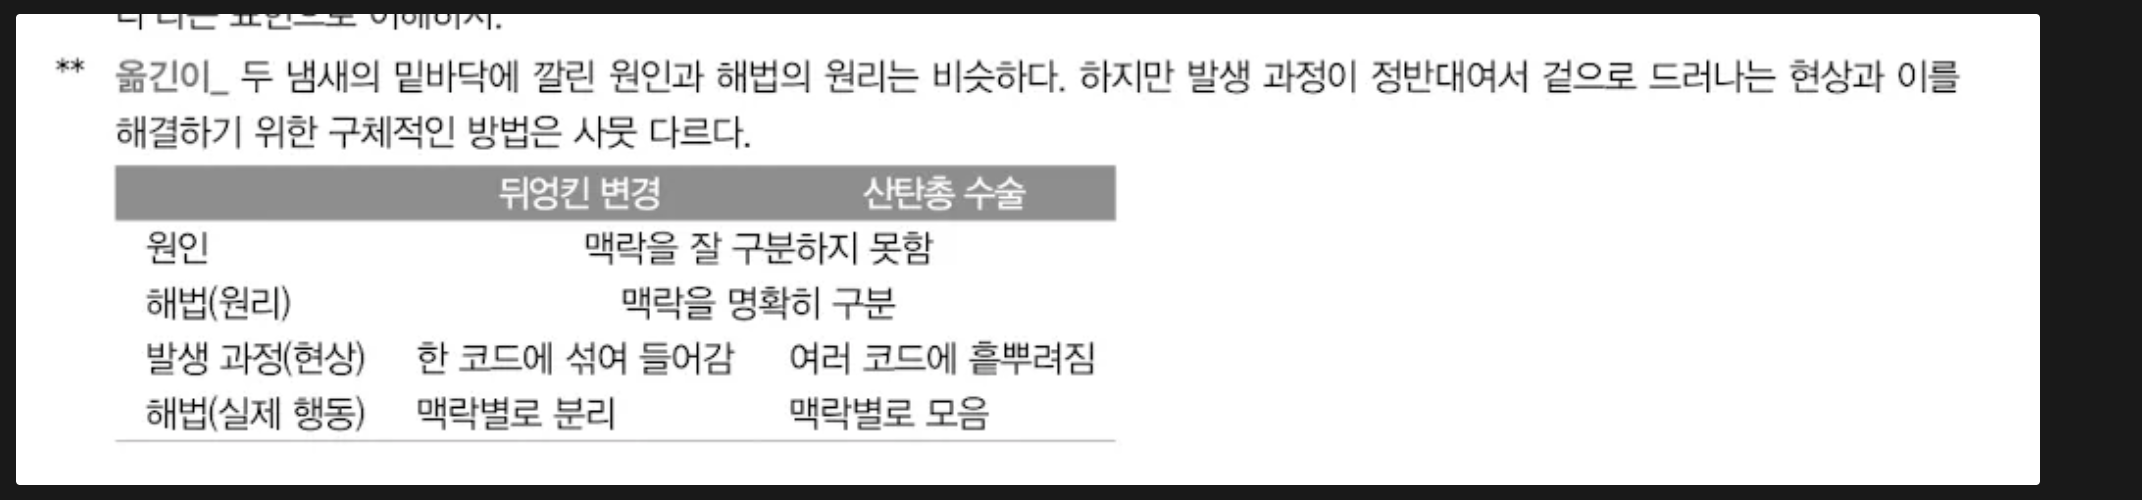 ** 옮긴이_ 두 냄새의 밑바닥에 깔린 원인과 해법의 원리는 비슷하다. 하지만 발생 과정이 정반대여서 겉으로 드러나는 현상과 이를
해결하기 위한 구체적인 방법은 사뭇 다르다.
뒤엉킨 변경 산탄총 수술
원인 맥락을 잘 구분하지 못함
해법(원리) 맥락을 명확히 구분
발생 과정(현상) 한 코드에 섞여 들어감 여러 코드에 흩뿌려짐
해법(실제 행동) 맥락별로 분리 맥락별로 모음